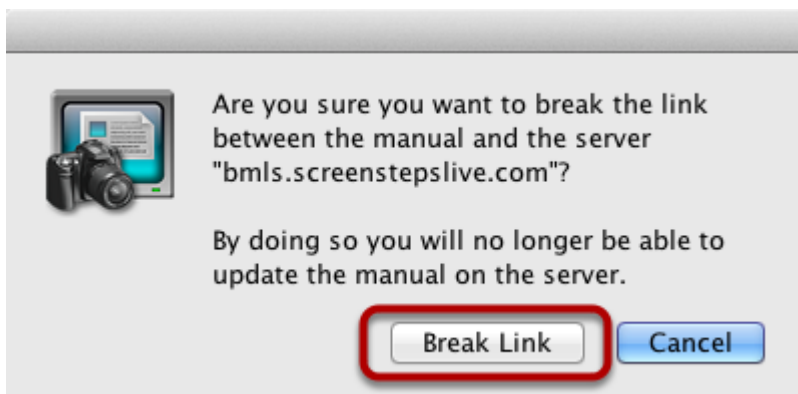 Are you sure you want to break the link
between the manual and the server
"bmls.screenstepslive.com"?
By doing so you will no longer be able to
update the manual on the server.
Break Link
Cancel